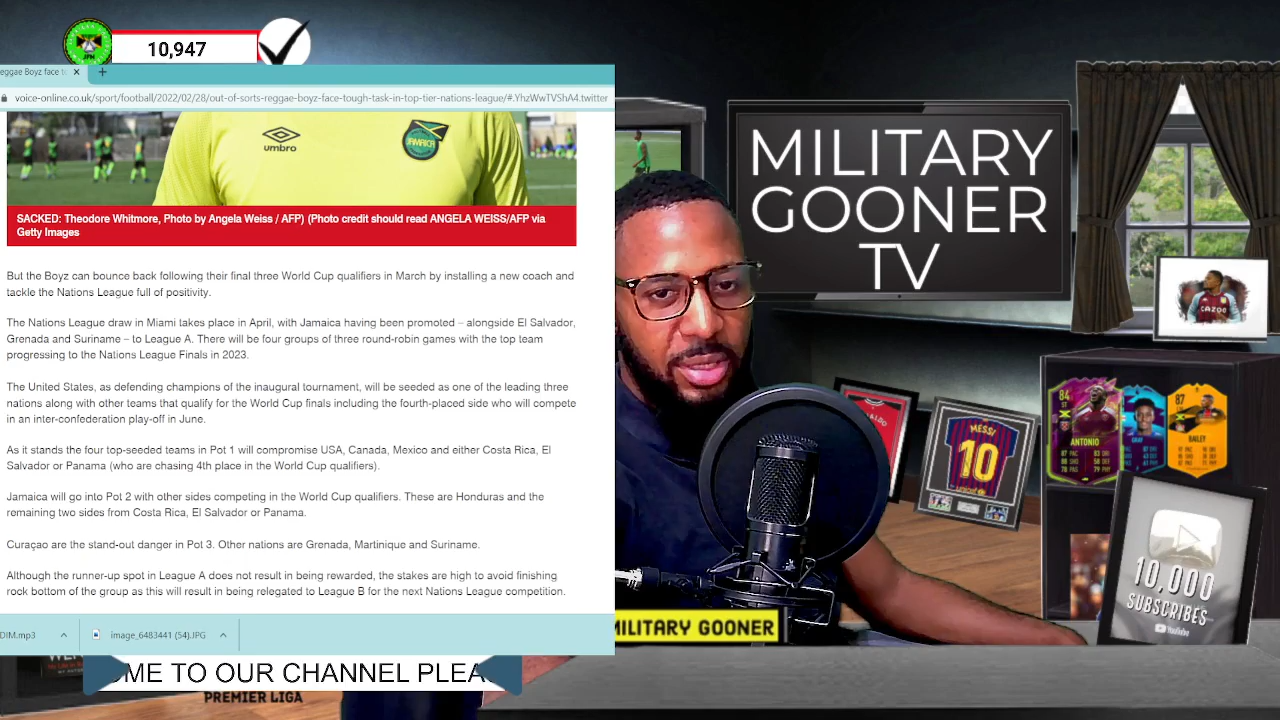 10,947
eggae Boyz face t
voice-online.co.uk/sport/football/2022/02/28/out-of-sorts-reggae-boyz-face-tough-task-in-top-tier-nations-league/#.YhzWwTVShA4.twitter
umbro
JAMAICA
SACKED: Theodore Whitmore, Photo by Angela Weiss / AFP) (Photo credit should read ANGELA WEISS/AFP via
Getty Images
But the Boyz can bounce back following their final three World Cup qualifiers in March by installing a new coach and
tackle the Nations League full of positivity.
The Nations League draw in Miami takes place in April, with Jamaica having been promoted – alongside El Salvador,
Grenada and Suriname – to League A. There will be four groups of three round-robin games with the top team
progressing to the Nations League Finals in 2023.
The United States, as defending champions of the inaugural tournament, will be seeded as one of the leading three
nations along with other teams that qualify for the World Cup finals including the fourth-placed side who will compete
in an inter-confederation play-off in June.
As it stands the four top-seeded teams in Pot 1 will compromise USA, Canada, Mexico and either Costa Rica, El
Salvador or Panama (who are chasing 4th place in the World Cup qualifiers).
Jamaica will go into Pot 2 with other sides competing in the World Cup qualifiers. These are Honduras and the
remaining two sides from Costa Rica, El Salvador or Panama.
Curaçao are the stand-out danger in Pot 3. Other nations are Grenada, Martinique and Suriname.
Although the runner-up spot in League A does not result in being rewarded, the stakes are high to avoid finishing
rock bottom of the group as this will result in being relegated to League B for the next Nations League competition.
DIM.mp3
image_6483441 (54).JPG
OME TO OUR CHANNEL PLEA
PREMIER LIGA
MILITARY GOONER
MILITARY
GOONER
TV
CAZOO
MESSI
10
84
ANTONIO
GRAY
87
BAILEY
10,000
SUBSCRIBES
YouTube